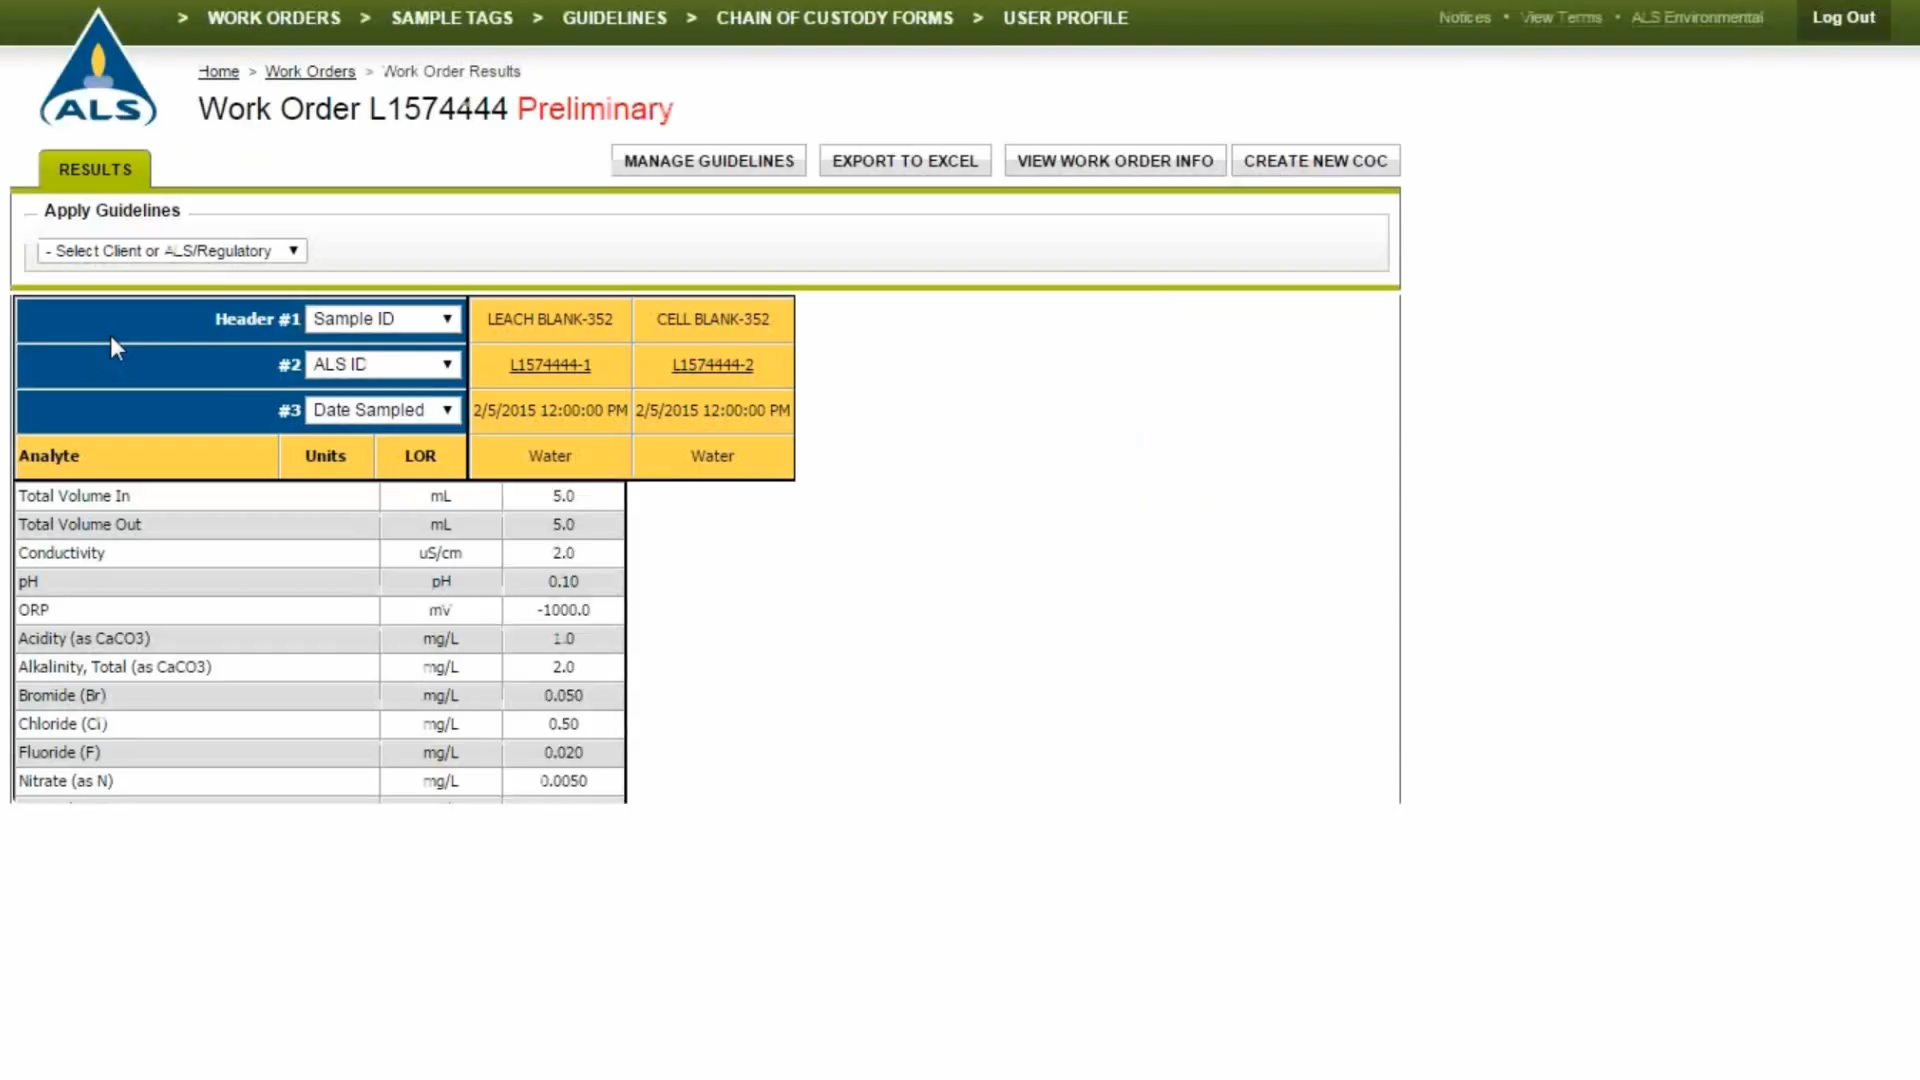 > WORK ORDERS > SAMPLE TAGS > GUIDELINES > CHAIN OF CUSTODY FORMS > USER PROFILE Notices • View Terms • ALS Environmental Log Out
ALS
Home > Work Orders > Work Order Results
Work Order L1574444 Preliminary
RESULTS MANAGE GUIDELINES EXPORT TO EXCEL VIEW WORK ORDER INFO CREATE NEW COC
Apply Guidelines
- Select Client or ALS/Regulatory
Header #1 Sample ID LEACH BLANK-352 CELL BLANK-352
#2 ALS ID L1574444-1 L1574444-2
#3 Date Sampled 2/5/2015 12:00:00 PM 2/5/2015 12:00:00 PM
Analyte Units LOR Water Water
Total Volume In mL 5.0
Total Volume Out mL 5.0
Conductivity uS/cm 2.0
pH pH 0.10
ORP mV -1000.0
Acidity (as CaCO3) mg/L 1.0
Alkalinity, Total (as CaCO3) mg/L 2.0
Bromide (Br) mg/L 0.050
Chloride (Cl) mg/L 0.50
Fluoride (F) mg/L 0.020
Nitrate (as N) mg/L 0.0050